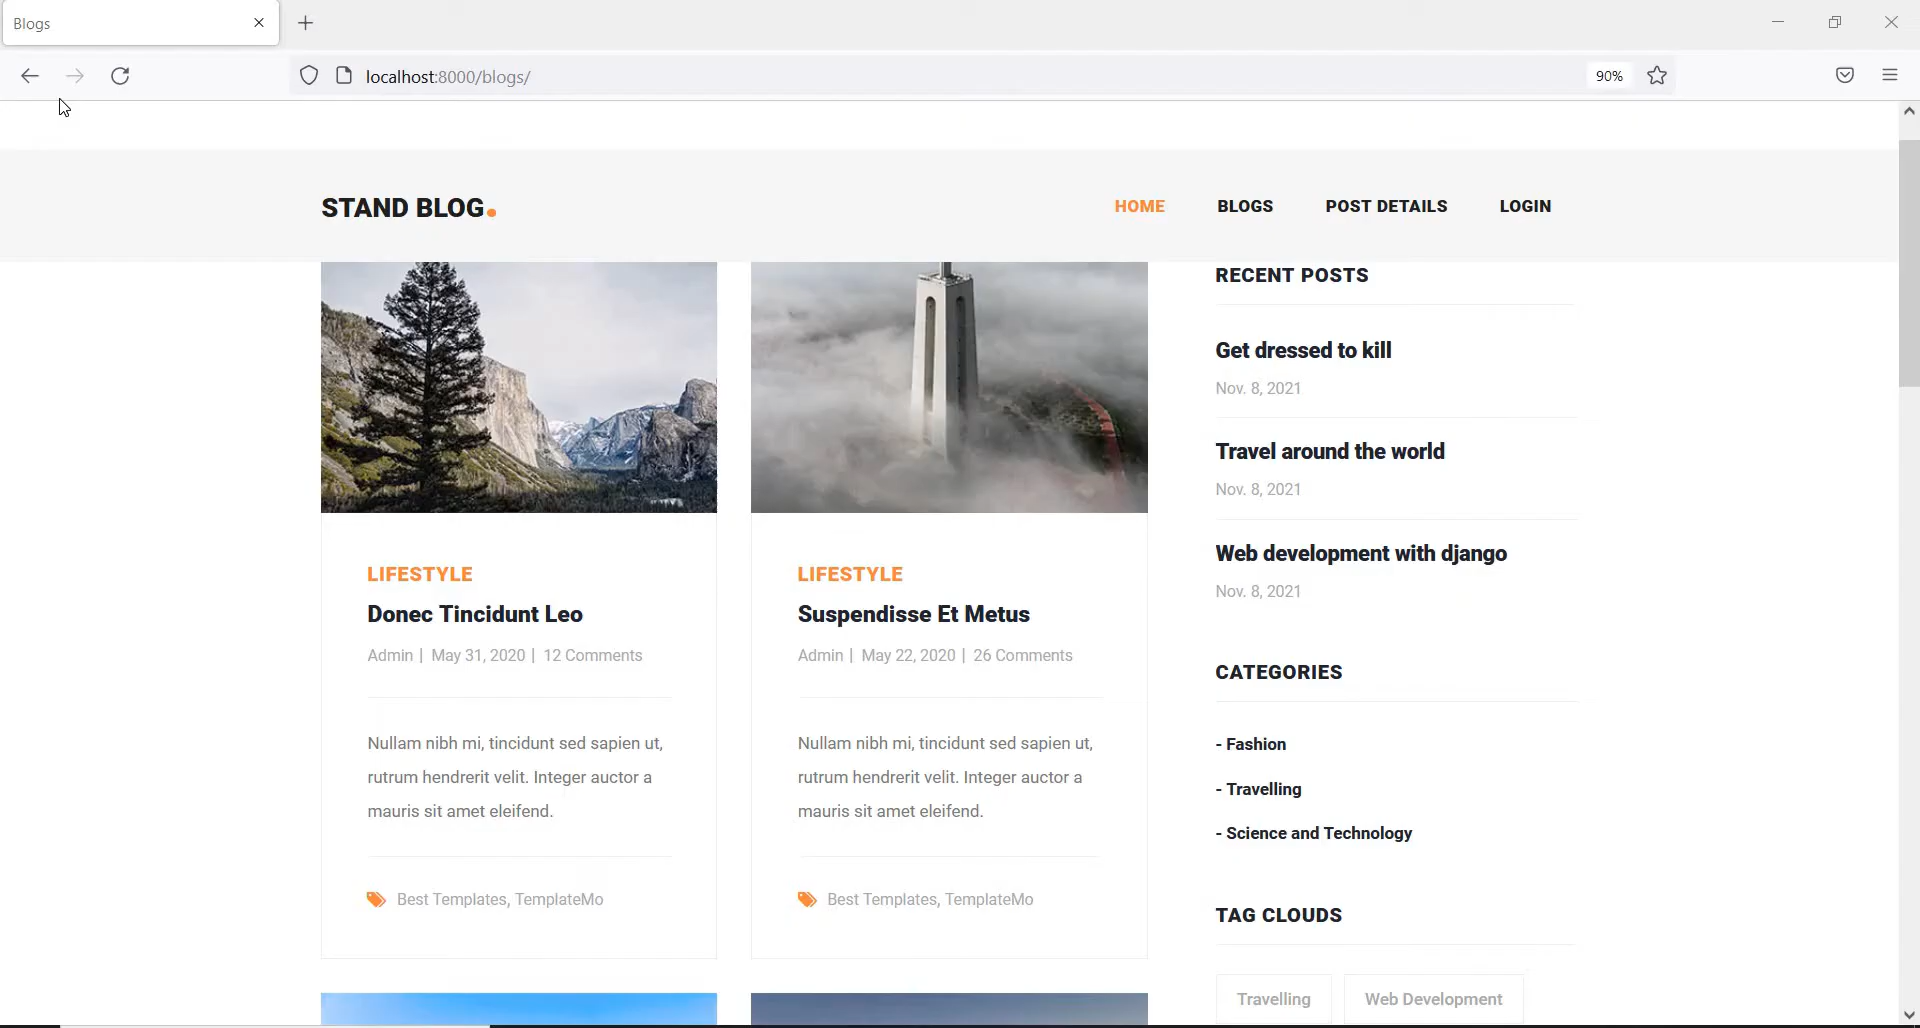 Blogs
localhost:8000/blogs/
90%
STAND BLOG.
HOME BLOGS POST DETAILS LOGIN
LIFESTYLE
Donec Tincidunt Leo
Admin | May 31, 2020 | 12 Comments
Nullam nibh mi, tincidunt sed sapien ut,
rutrum hendrerit velit. Integer auctor a
mauris sit amet eleifend.
Best Templates, TemplateMo
LIFESTYLE
Suspendisse Et Metus
Admin | May 22, 2020 | 26 Comments
Nullam nibh mi, tincidunt sed sapien ut,
rutrum hendrerit velit. Integer auctor a
mauris sit amet eleifend.
Best Templates, TemplateMo
RECENT POSTS
Get dressed to kill
Nov. 8, 2021
Travel around the world
Nov. 8, 2021
Web development with django
Nov. 8, 2021
CATEGORIES
- Fashion
- Travelling
- Science and Technology
TAG CLOUDS
Travelling
Web Development